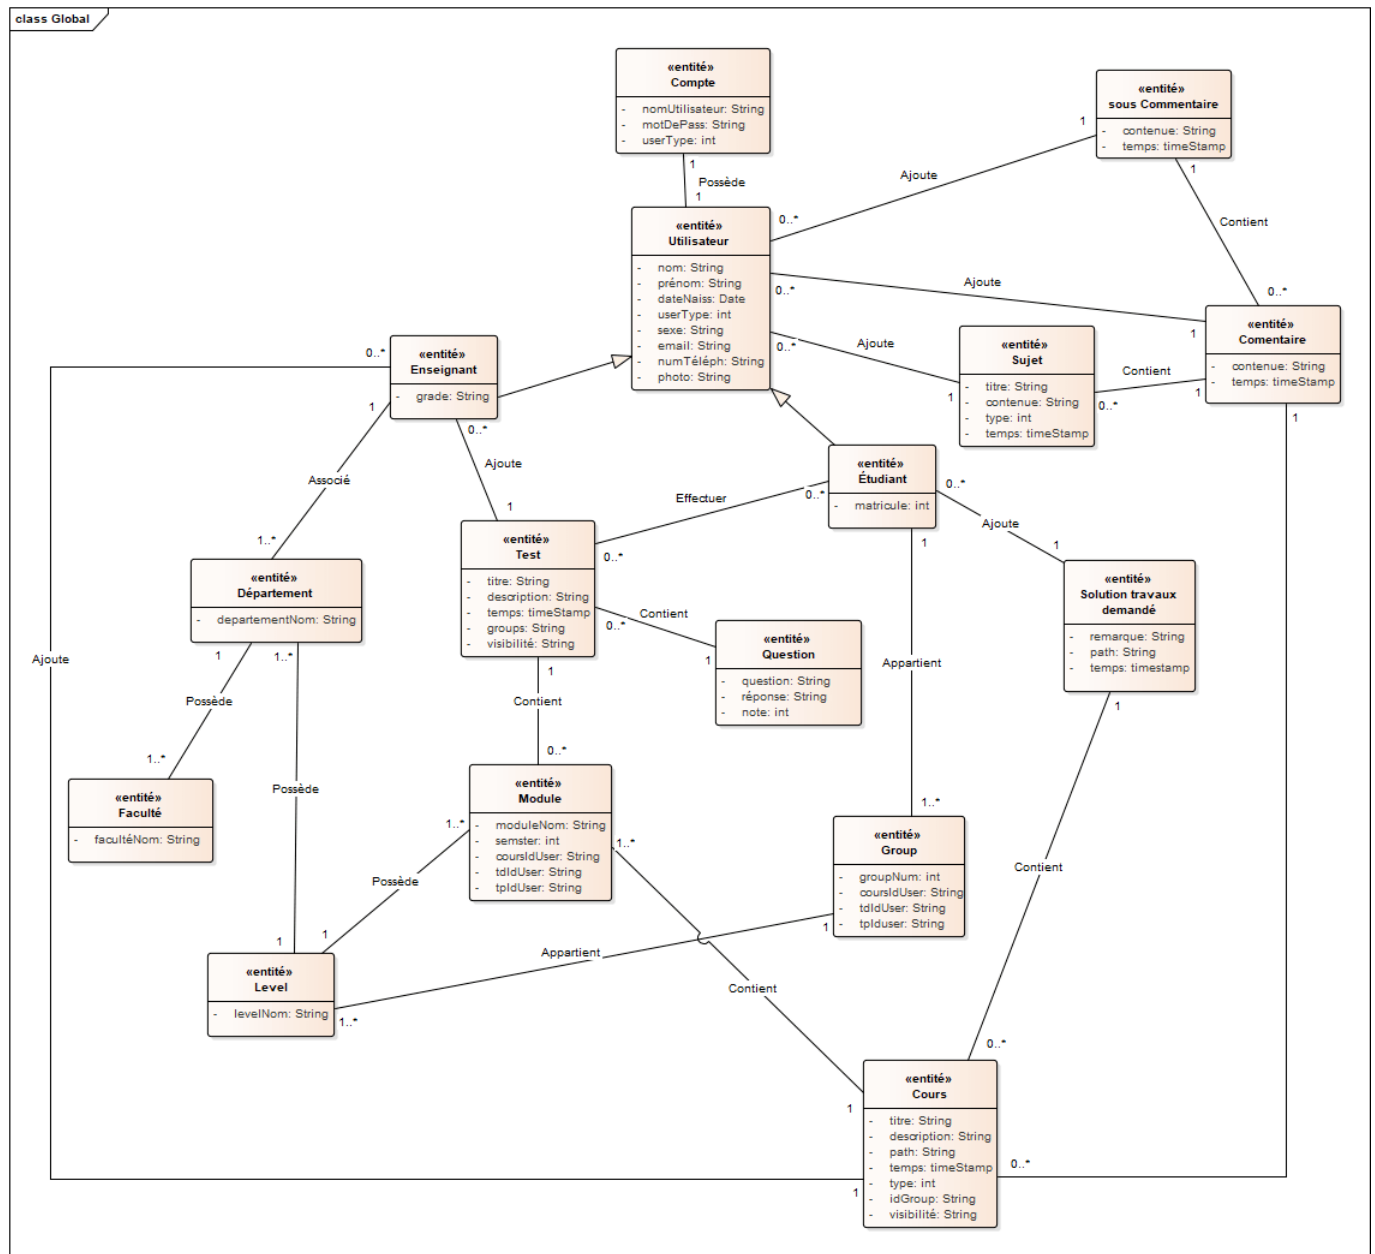 class Global
«entité»
Compte
- nomUtilisateur: String
- motDePass: String
- userType: int
1
Possède
1
«entité»
sous Commentaire
- contenue: String
- temps: timeStamp
1
1
Ajoute
0..*
Contient
0..*
«entité»
Utilisateur
- nom: String
- prénom: String
- dateNaiss: Date
- userType: int
- sexe: String
- email: String
- numTéléph: String
- photo: String
0..*
Ajoute
1
0..*
Ajoute
1
«entité»
Comentaire
- contenue: String
- temps: timeStamp
1
1
«entité»
Sujet
- titre: String
- contenue: String
- type: int
- temps: timeStamp
Contient
0..*
«entité»
Enseignant
- grade: String
0..*
1
0..*
Ajoute
1
Associé
1..*
«entité»
Étudiant
- matricule: int
0..*
0..*
1
Effectuer
0..*
Ajoute
1
«entité»
Test
- titre: String
- description: String
- temps: timeStamp
- groups: String
- visibilité: String
0..*
Contient
1
1
Contient
0..*
«entité»
Département
- departementNom: String
1
1..*
«entité»
Solution travaux
demandé
- remarque: String
- path: String
- temps: timestamp
1
«entité»
Question
- question: String
- réponse: String
- note: int
Ajoute
Appartient
1..*
Possède
1..*
Possède
1
«entité»
Faculté
- facultéNom: String
«entité»
Module
- moduleNom: String
- semster: int
- coursIdUser: String
- tdIdUser: String
- tpIdUser: String
1..*
1..*
Possède
1
«entité»
Group
- groupNum: int
- coursIdUser: String
- tdIdUser: String
- tpIduser: String
1
Appartient
1..*
Contient
0..*
«entité»
Level
- levelNom: String
Contient
1
«entité»
Cours
- titre: String
- description: String
- path: String
- temps: timeStamp
- type: int
- idGroup: String
- visibilité: String
0..*
1